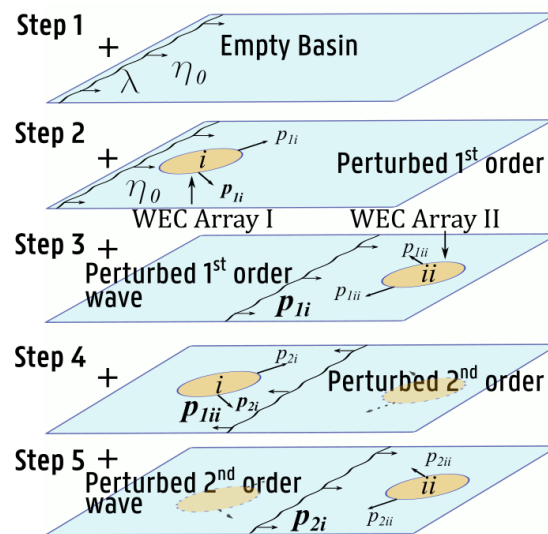 Step 1
+
Empty Basin
λ
η0
Step 2
+
i
p1i
Perturbed 1st order
η0
p1i
WEC Array I
WEC Array II
Step 3
+
Perturbed 1st order
wave
p1ii
ii
p1i
p1ii
Step 4
+
i
p2i
Perturbed 2nd order
p1ii
p2i
Step 5
+
Perturbed 2nd order
wave
p2ii
ii
p2i
p2ii